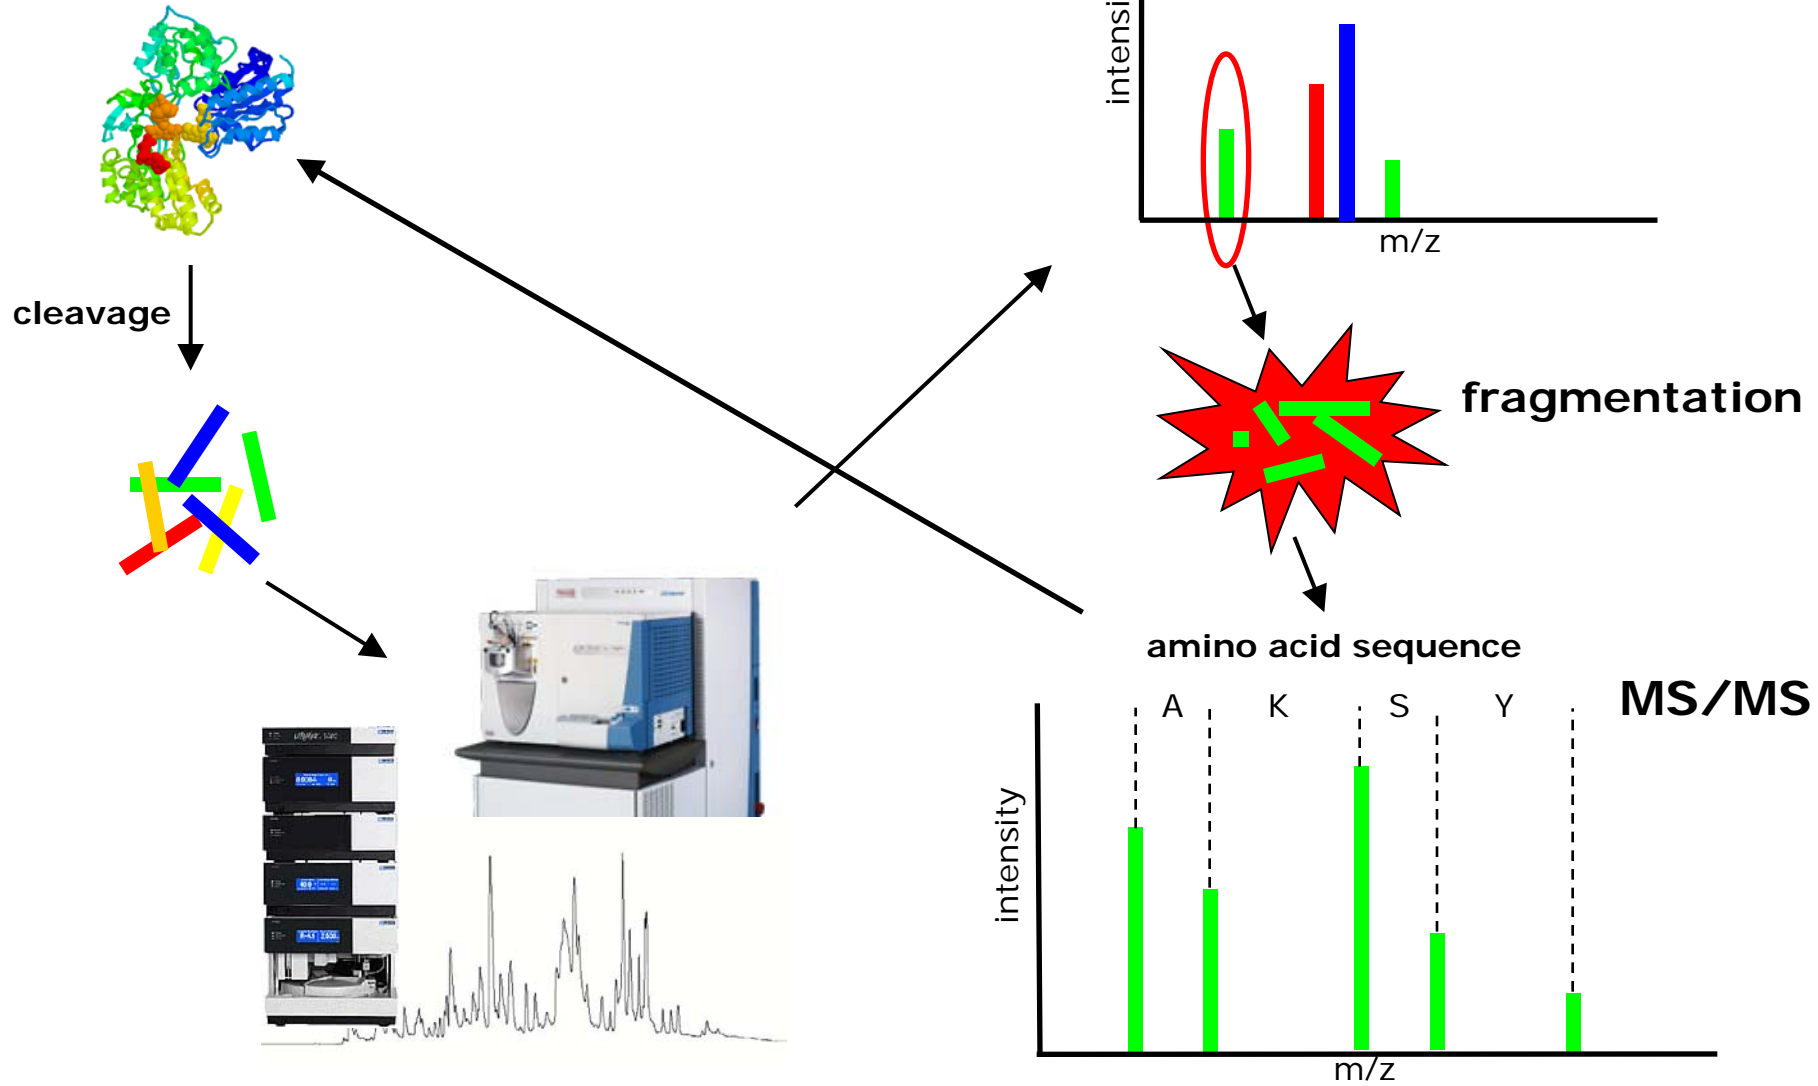 intensi
m/z
cleavage
fragmentation
amino acid sequence
MS/MS
A K S Y
intensity
m/z